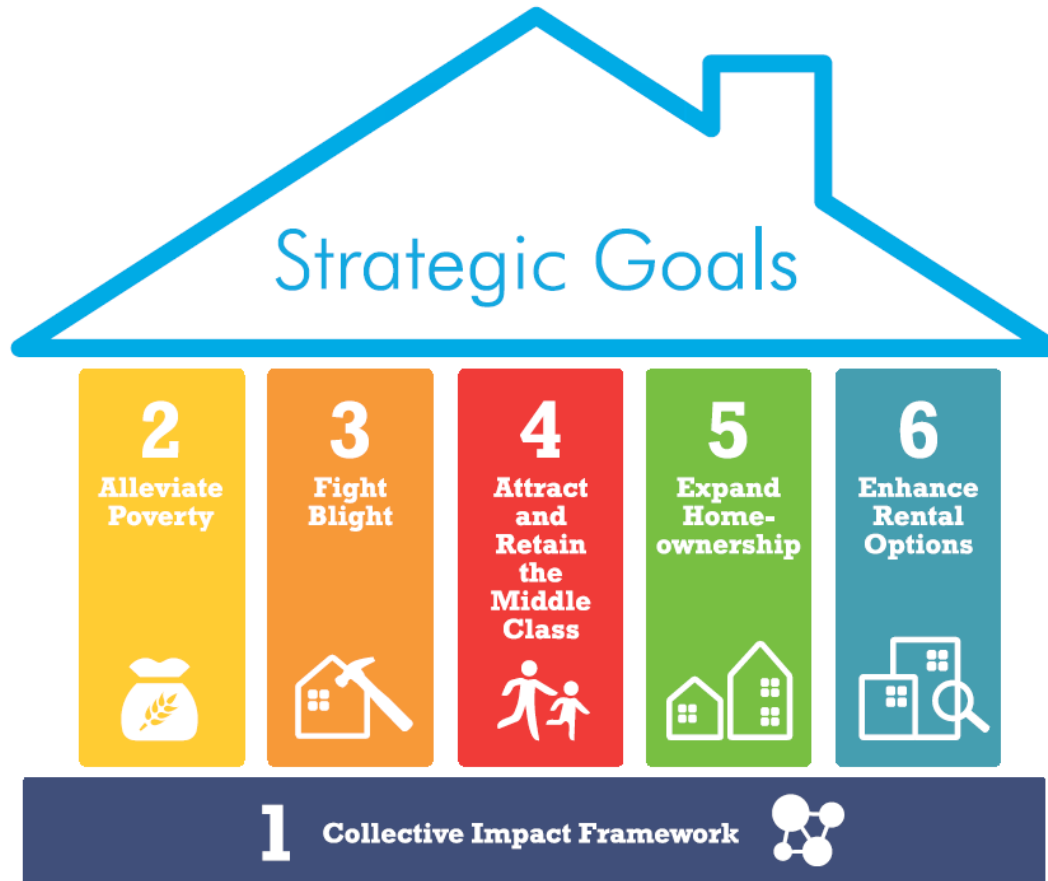 Strategic Goals
2
Alleviate
Poverty
3
Fight
Blight
4
Attract
and
Retain
the
Middle
Class
5
Expand
Home-
ownership
6
Enhance
Rental
Options
1 Collective Impact Framework